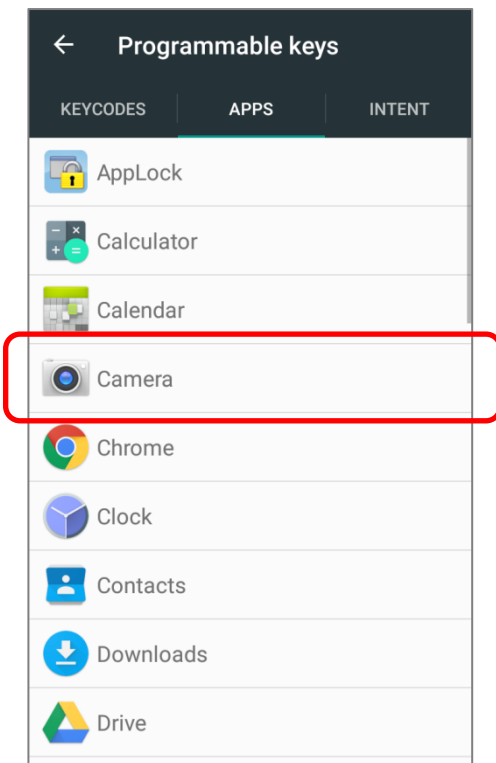 Programmable keys
KEYCODES APPS INTENT
AppLock
Calculator
Calendar
Camera
Chrome
Clock
Contacts
Downloads
Drive